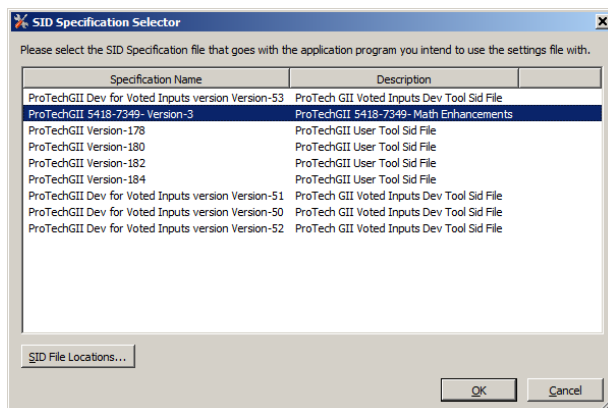 SID Specification Selector
Please select the SID Specification file that goes with the application program you intend to use the settings file with.
Specification Name Description
ProTechGII Dev for Voted Inputs version Version-53 ProTech GII Voted Inputs Dev Tool Sid File
ProTechGII 5418-7349- Version-3 ProTechGII 5418-7349- Math Enhancements
ProTechGII Version-178 ProTechGII User Tool Sid File
ProTechGII Version-180 ProTechGII User Tool Sid File
ProTechGII Version-182 ProTechGII User Tool Sid File
ProTechGII Version-184 ProTechGII User Tool Sid File
ProTechGII Dev for Voted Inputs version Version-51 ProTech GII Voted Inputs Dev Tool Sid File
ProTechGII Dev for Voted Inputs version Version-50 ProTech GII Voted Inputs Dev Tool Sid File
ProTechGII Dev for Voted Inputs version Version-52 ProTech GII Voted Inputs Dev Tool Sid File
SID File Locations...
OK Cancel